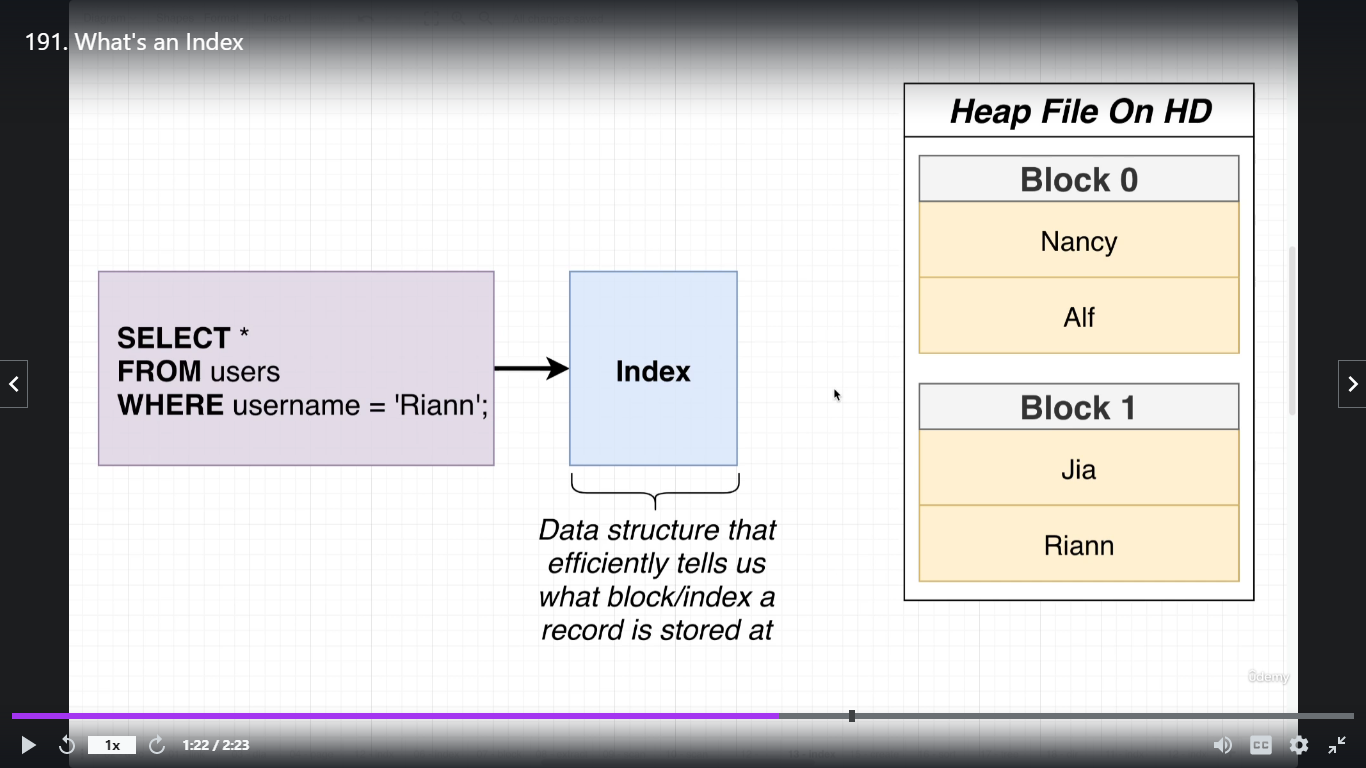 191. What's an Index
Heap File On HD
Block 0
Nancy
Alf
Block 1
Jia
Riann
SELECT *
FROM users
WHERE username = 'Riann';
Index
Data structure that
efficiently tells us
what block/index a
record is stored at
ûdemy
1x
1:22 / 2:23
CC